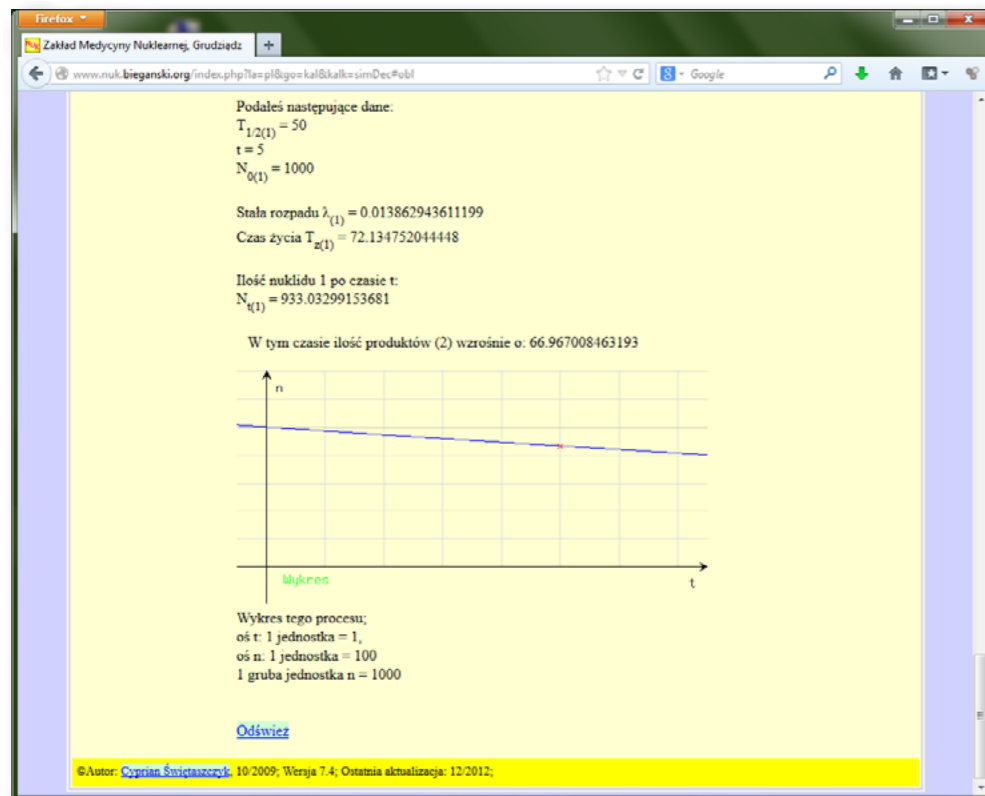 Firefox
Zakład Medycyny Nuklearnej, Grudziądz
www.nuk.bieganski.org/index.php?la=pl&go=kal&kalk=simDec#obl
Google
Podałeś następujące dane:
T1/2(1) = 50
t = 5
N0(1) = 1000
Stała rozpadu λ(1) = 0.013862943611199
Czas życia Tz(1) = 72.134752044448
Ilość nuklidu 1 po czasie t:
Nt(1) = 933.03299153681
W tym czasie ilość produktów (2) wzrośnie o: 66.967008463193
n
Wykres
t
Wykres tego procesu;
oś t: 1 jednostka = 1,
oś n: 1 jednostka = 100
1 gruba jednostka n = 1000
Odśwież
©Autor: Cyprian Świętaszczyk, 10/2009; Wersja 7.4; Ostatnia aktualizacja: 12/2012;